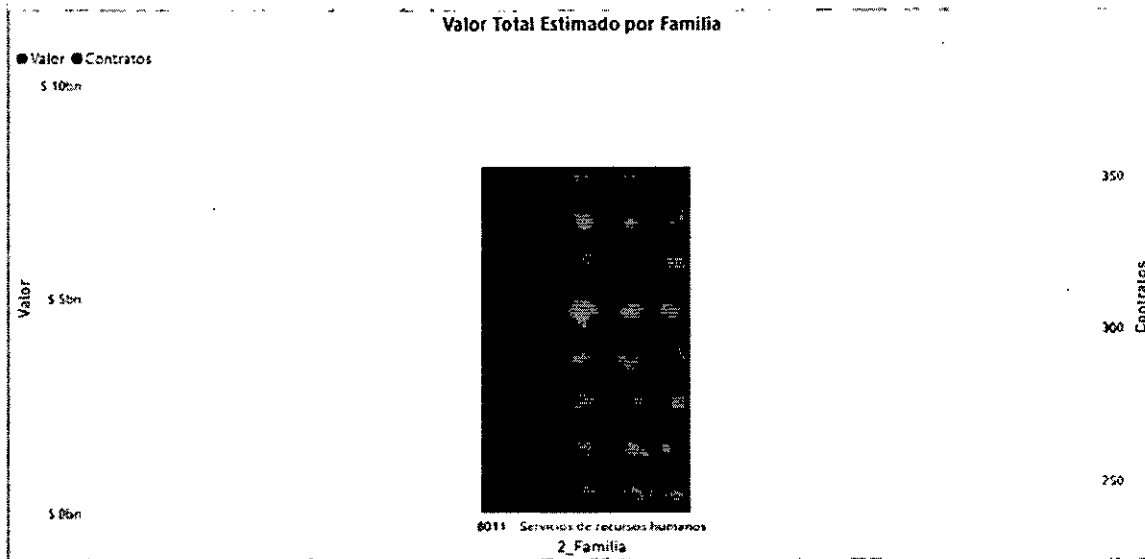 Valor Total Estimado por Familia
Valor Contratos
$ 10bn
350
$ 5bn
Valor
300
Contratos
250
$ 0bn
8011 Servicios de recursos humanos
2_Familia